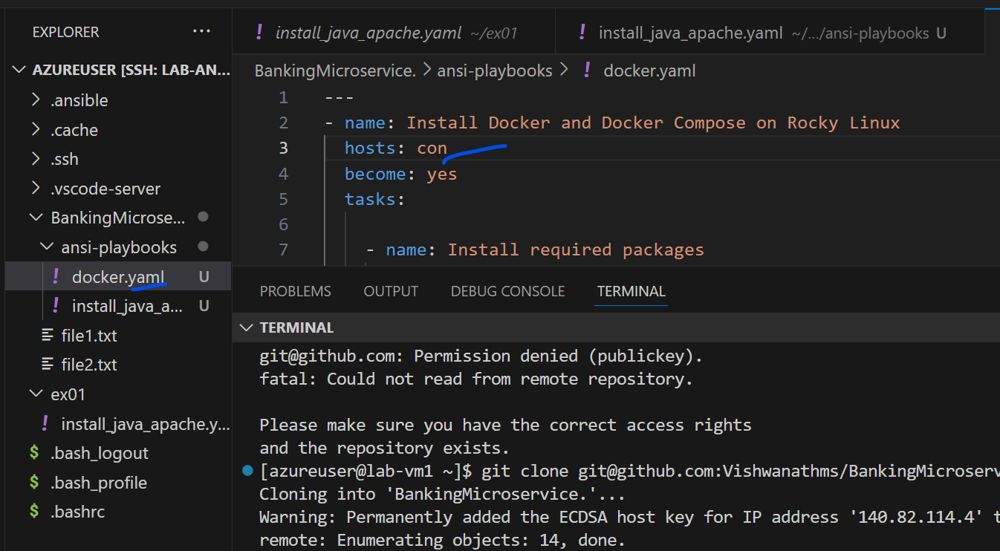 EXPLORER ...
AZUREUSER [SSH: LAB-AN...
.ansible
.cache
.ssh
.vscode-server
BankingMicrose...
ansi-playbooks
! docker.yaml U
! install_java_a... U
file1.txt
file2.txt
ex01
! install_java_apache.y...
$ .bash_logout
$ .bash_profile
$ .bashrc
! install_java_apache.yaml ~/ex01
! install_java_apache.yaml ~/.../ansi-playbooks U
BankingMicroservice. > ansi-playbooks > ! docker.yaml
1 ---
2 - name: Install Docker and Docker Compose on Rocky Linux
3 hosts: con
4 become: yes
5 tasks:
6
7 - name: Install required packages
PROBLEMS OUTPUT DEBUG CONSOLE TERMINAL
TERMINAL
git@github.com: Permission denied (publickey).
fatal: Could not read from remote repository.
Please make sure you have the correct access rights
and the repository exists.
[azureuser@lab-vm1 ~]$ git clone git@github.com:Vishwanathms/BankingMicroserv
Cloning into 'BankingMicroservice.'...
Warning: Permanently added the ECDSA host key for IP address '140.82.114.4' t
remote: Enumerating objects: 14, done.